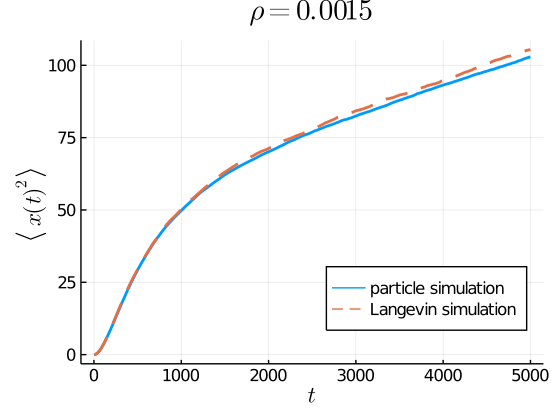 ρ = 0.0015
⟨x(t)²⟩
100
75
50
25
0
particle simulation
Langevin simulation
0 1000 2000 3000 4000 5000
t